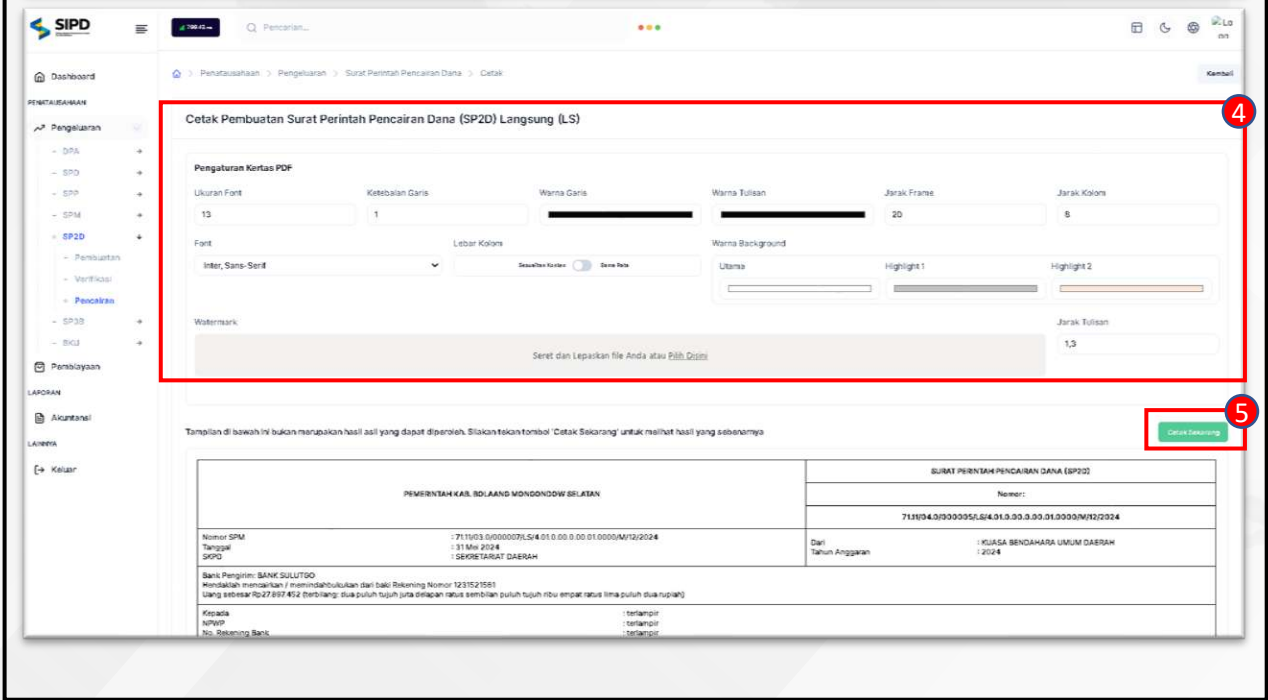 SIPD
Pencarian...
Logo
Dashboard
Penatausahaan > Pengeluaran > Surat Perintah Pencairan Dana > Cetak
Kembali
PENATAUSAHAAN
4
Pengeluaran
Cetak Pembuatan Surat Perintah Pencairan Dana (SP2D) Langsung (LS)
- DPA
- SPD
- SPP
- SPM
SP2D
- Pembuatan
- Verifikasi
Pencairan
- SP3B
- BKU
Pembiayaan
LAPORAN
Akuntansi
LAINNYA
Keluar
Pengaturan Kertas PDF
Ukuran Font
Ketebalan Garis
Warna Garis
Warna Tulisan
Jarak Frame
Jarak Kolom
13
1
20
8
Font
Lebar Kolom
Warna Background
Inter, Sans-Serif
Sesuaikan Konten
Sama Rata
Utama
Highlight 1
Highlight 2
Watermark
Jarak Tulisan
Seret dan Lepaskan file Anda atau Pilih Disini
1,3
5
Tampilan di bawah ini bukan merupakan hasil asli yang dapat diperoleh. Silakan tekan tombol 'Cetak Sekarang' untuk melihat hasil yang sebenarnya
Cetak Sekarang
PEMERINTAH KAB. BOLAANG MONGONDOW SELATAN
SURAT PERINTAH PENCAIRAN DANA (SP2D)
Nomor:
71.11/04.0/000005/LS/4.01.0.00.0.00.01.0000/M/12/2024
Nomor SPM : 71.11/03.0/000007/LS/4.01.0.00.0.00.01.0000/M/12/2024
Tanggal : 31 Mei 2024
SKPD : SEKRETARIAT DAERAH
Dari : KUASA BENDAHARA UMUM DAERAH
Tahun Anggaran : 2024
Bank Pengirim: BANK SULUTGO
Hendaklah mencairkan / memindahbukukan dari baki Rekening Nomor 1231521561
Uang sebesar Rp27.897.452 (terbilang: dua puluh tujuh juta delapan ratus sembilan puluh tujuh ribu empat ratus lima puluh dua rupiah)
Kepada : terlampir
NPWP : terlampir
No. Rekening Bank : terlampir